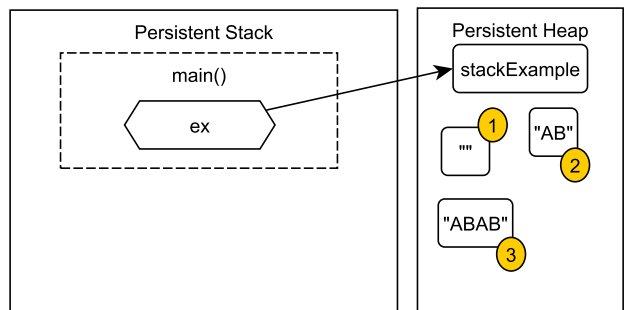 Persistent Stack
main()
ex
Persistent Heap
stackExample
""
1
"AB"
2
"ABAB"
3